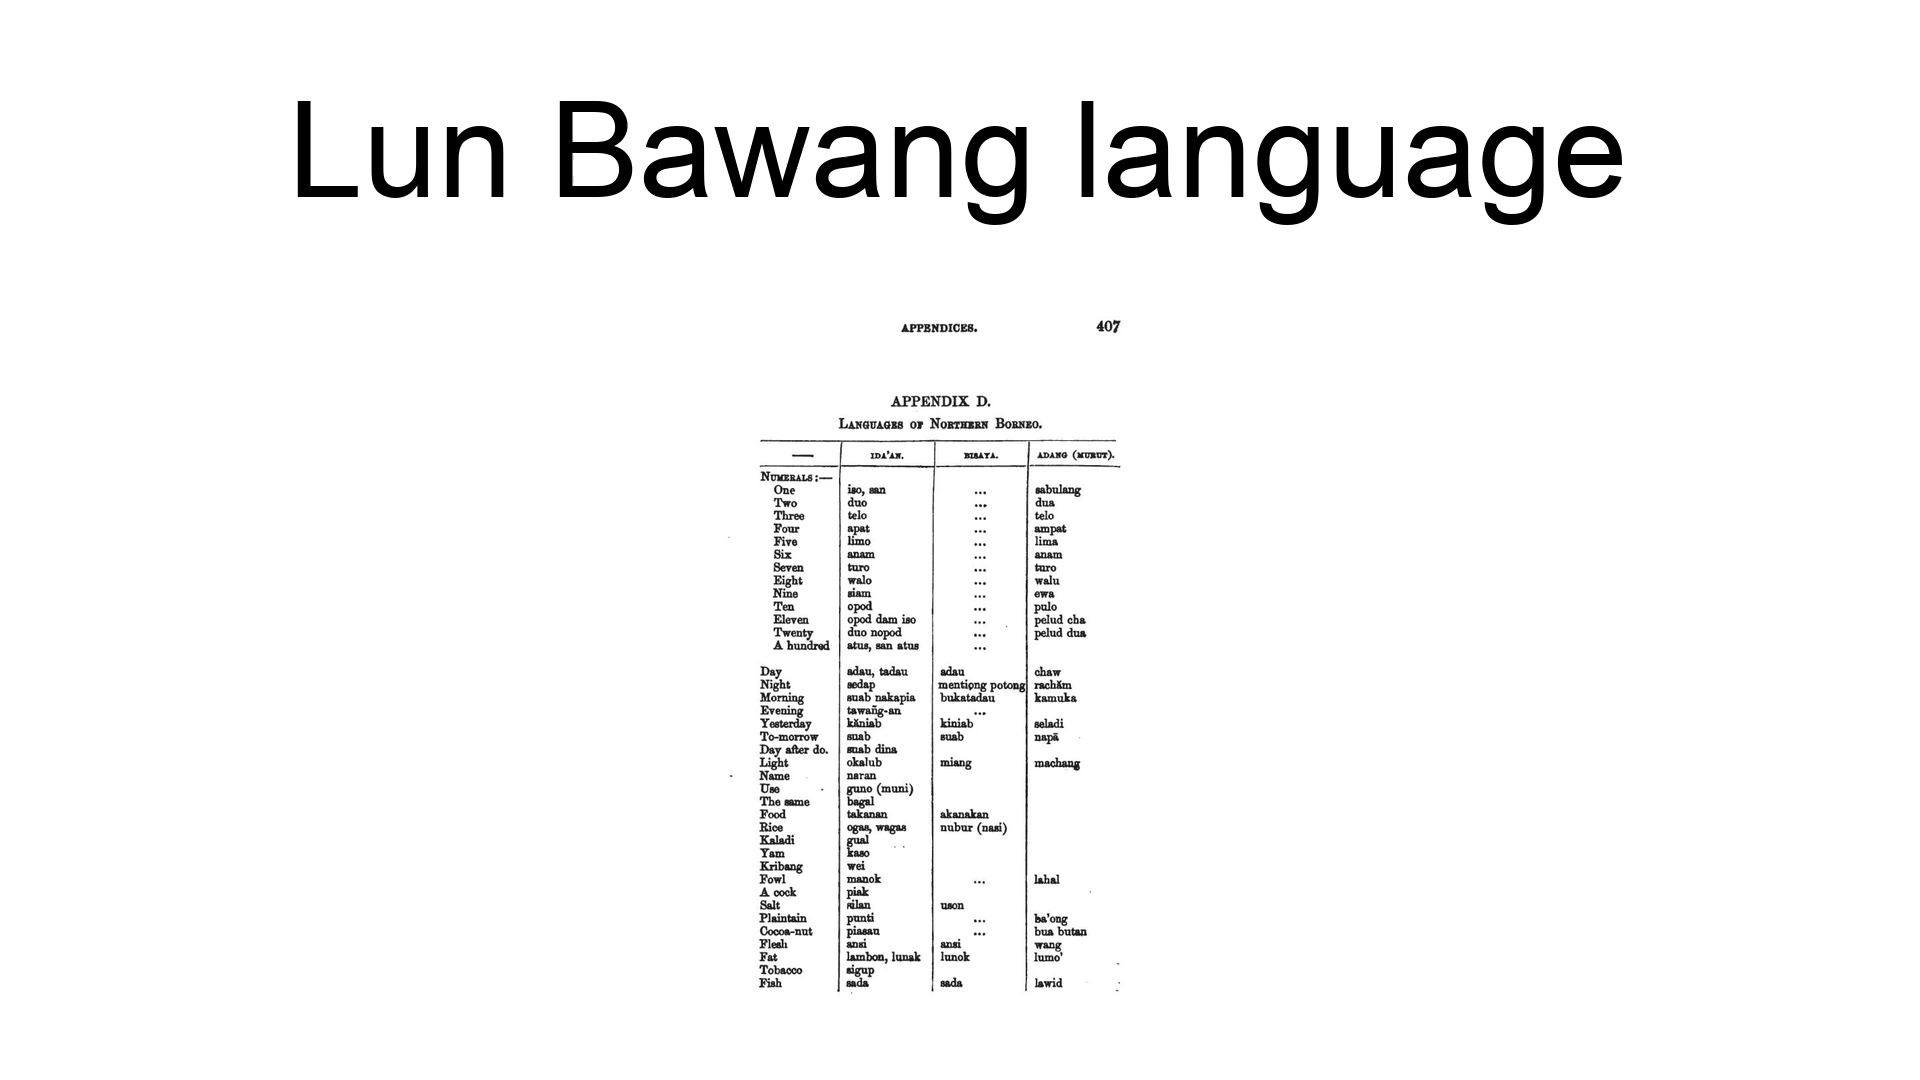 Lun Bawang language
APPENDICES. 407
APPENDIX D.
LANGUAGES OF NORTHERN BORNEO.
— IDA'AN. BISAYA. ADANG (MURUT).
NUMERALS:—
One iso, san ... sabulang
Two duo ... dua
Three telo ... telo
Four apat ... ampat
Five limo ... lima
Six anam ... anam
Seven turo ... turo
Eight walo ... walu
Nine siam ... ewa
Ten opod ... pulo
Eleven opod dam iso ... pelud cha
Twenty duo nopod ... pelud dua
A hundred atus, san atus ...
Day adau, tadau adau chaw
Night sedap mentiong potong rachăm
Morning suab nakapia bukatadau kamuka
Evening tawañg-an ...
Yesterday kăniab kiniab seladi
To-morrow suab suab napā
Day after do. suab dina
Light okalub miang machang
Name naran
Use guno (muni)
The same bagal
Food takanan akanakan
Rice ogas, wagas nubur (nasi)
Kaladi gual
Yam kaso
Kribang wei
Fowl manok ... lahal
A cock piak
Salt silan uson
Plaintain punti ... ba'ong
Cocoa-nut piasau ... bua butan
Flesh ansi ansi wang
Fat lambon, lunak lunok lumo'
Tobacco sigup
Fish sada sada lawid